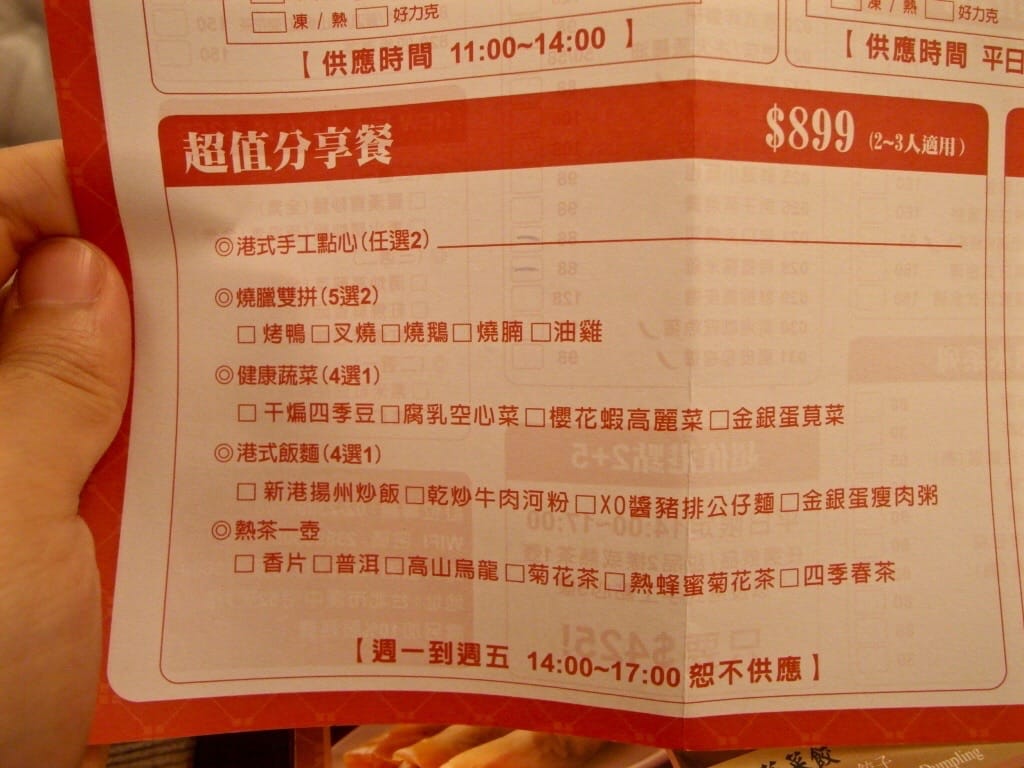 □ 凍 / 熱 □ 好力克
□ 凍 / 熱 □ 好力克
【 供應時間 11:00~14:00 】
【 供應時間 平日
超值分享餐 $899 (2~3人適用)
◎港式手工點心(任選2)
◎燒臘雙拼(5選2)
□ 烤鴨□叉燒□燒鵝□燒腩□油雞
◎健康蔬菜(4選1)
□ 干煸四季豆□腐乳空心菜□櫻花蝦高麗菜□金銀蛋莧菜
◎港式飯麵(4選1)
□ 新港揚州炒飯□乾炒牛肉河粉□XO醬豬排公仔麵□金銀蛋瘦肉粥
◎熱茶一壺
□ 香片□普洱□高山烏龍□菊花茶□熱蜂蜜菊花茶□四季春茶
【 週一到週五 14:00~17:00 恕不供應 】
Dumpling